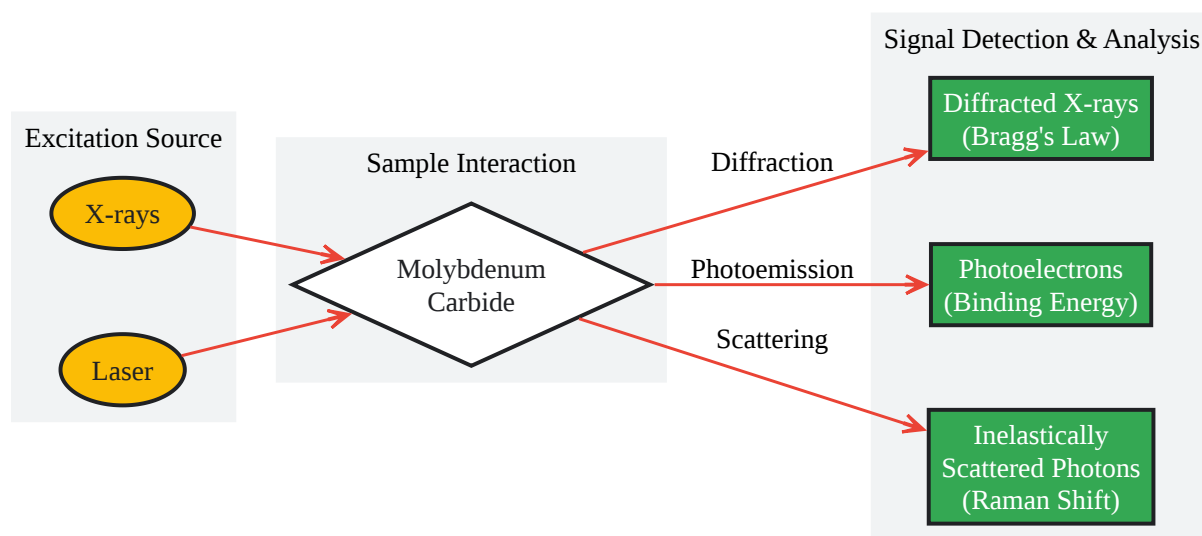 Excitation Source
X-rays
Laser
Sample Interaction
Molybdenum
Carbide
Diffraction
Photoemission
Scattering
Signal Detection & Analysis
Diffracted X-rays
(Bragg's Law)
Photoelectrons
(Binding Energy)
Inelastically
Scattered Photons
(Raman Shift)